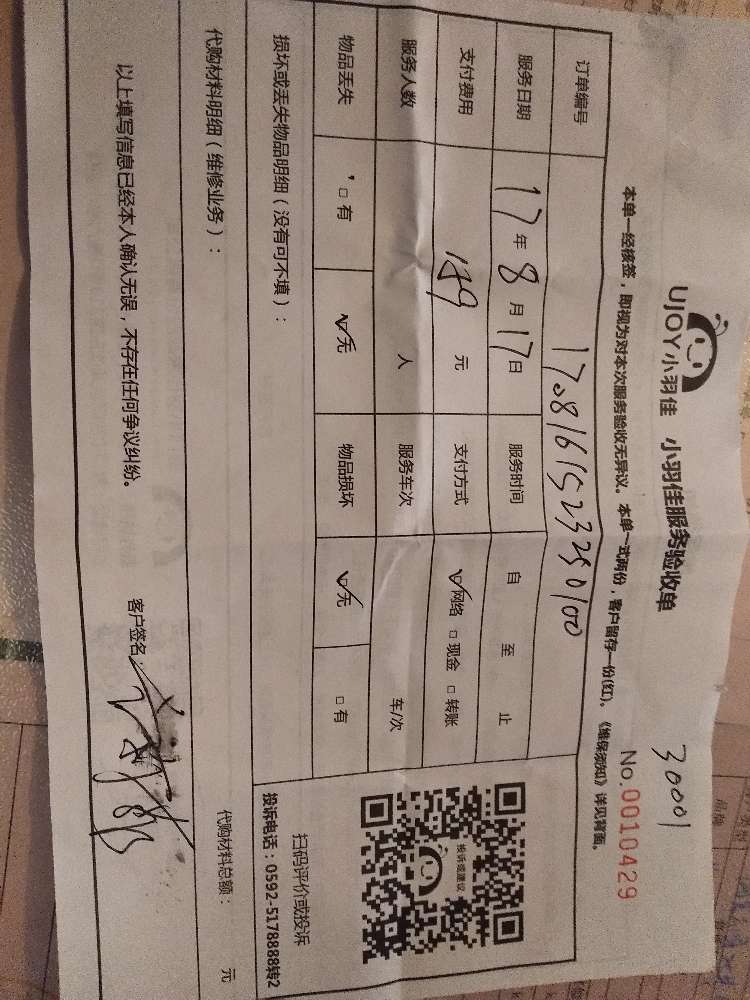 30001
UJOY小羽佳 小羽佳服务验收单
No.0010429
本单一经核签，即视为对本次服务验收无异议。本单一式两份，客户留存一份(红)。《维保须知》详见背面。
订单编号 17081615233250100
服务日期 17年8月17日 服务时间 自 至 止
支付费用 139元 支付方式 ✓网络 □现金 □转账
服务人数 人 服务车次 车/次
物品丢失 □有 ✓无 物品损坏 ✓无 □有
投诉或建议
扫码评价或投诉
投诉电话：0592-5178888转2
损坏或丢失物品明细（没有可不填）：
代购材料明细（维修业务）：
代购材料总额： 元
以上填写信息已经本人确认无误，不存在任何争议纠纷。
客户签名：